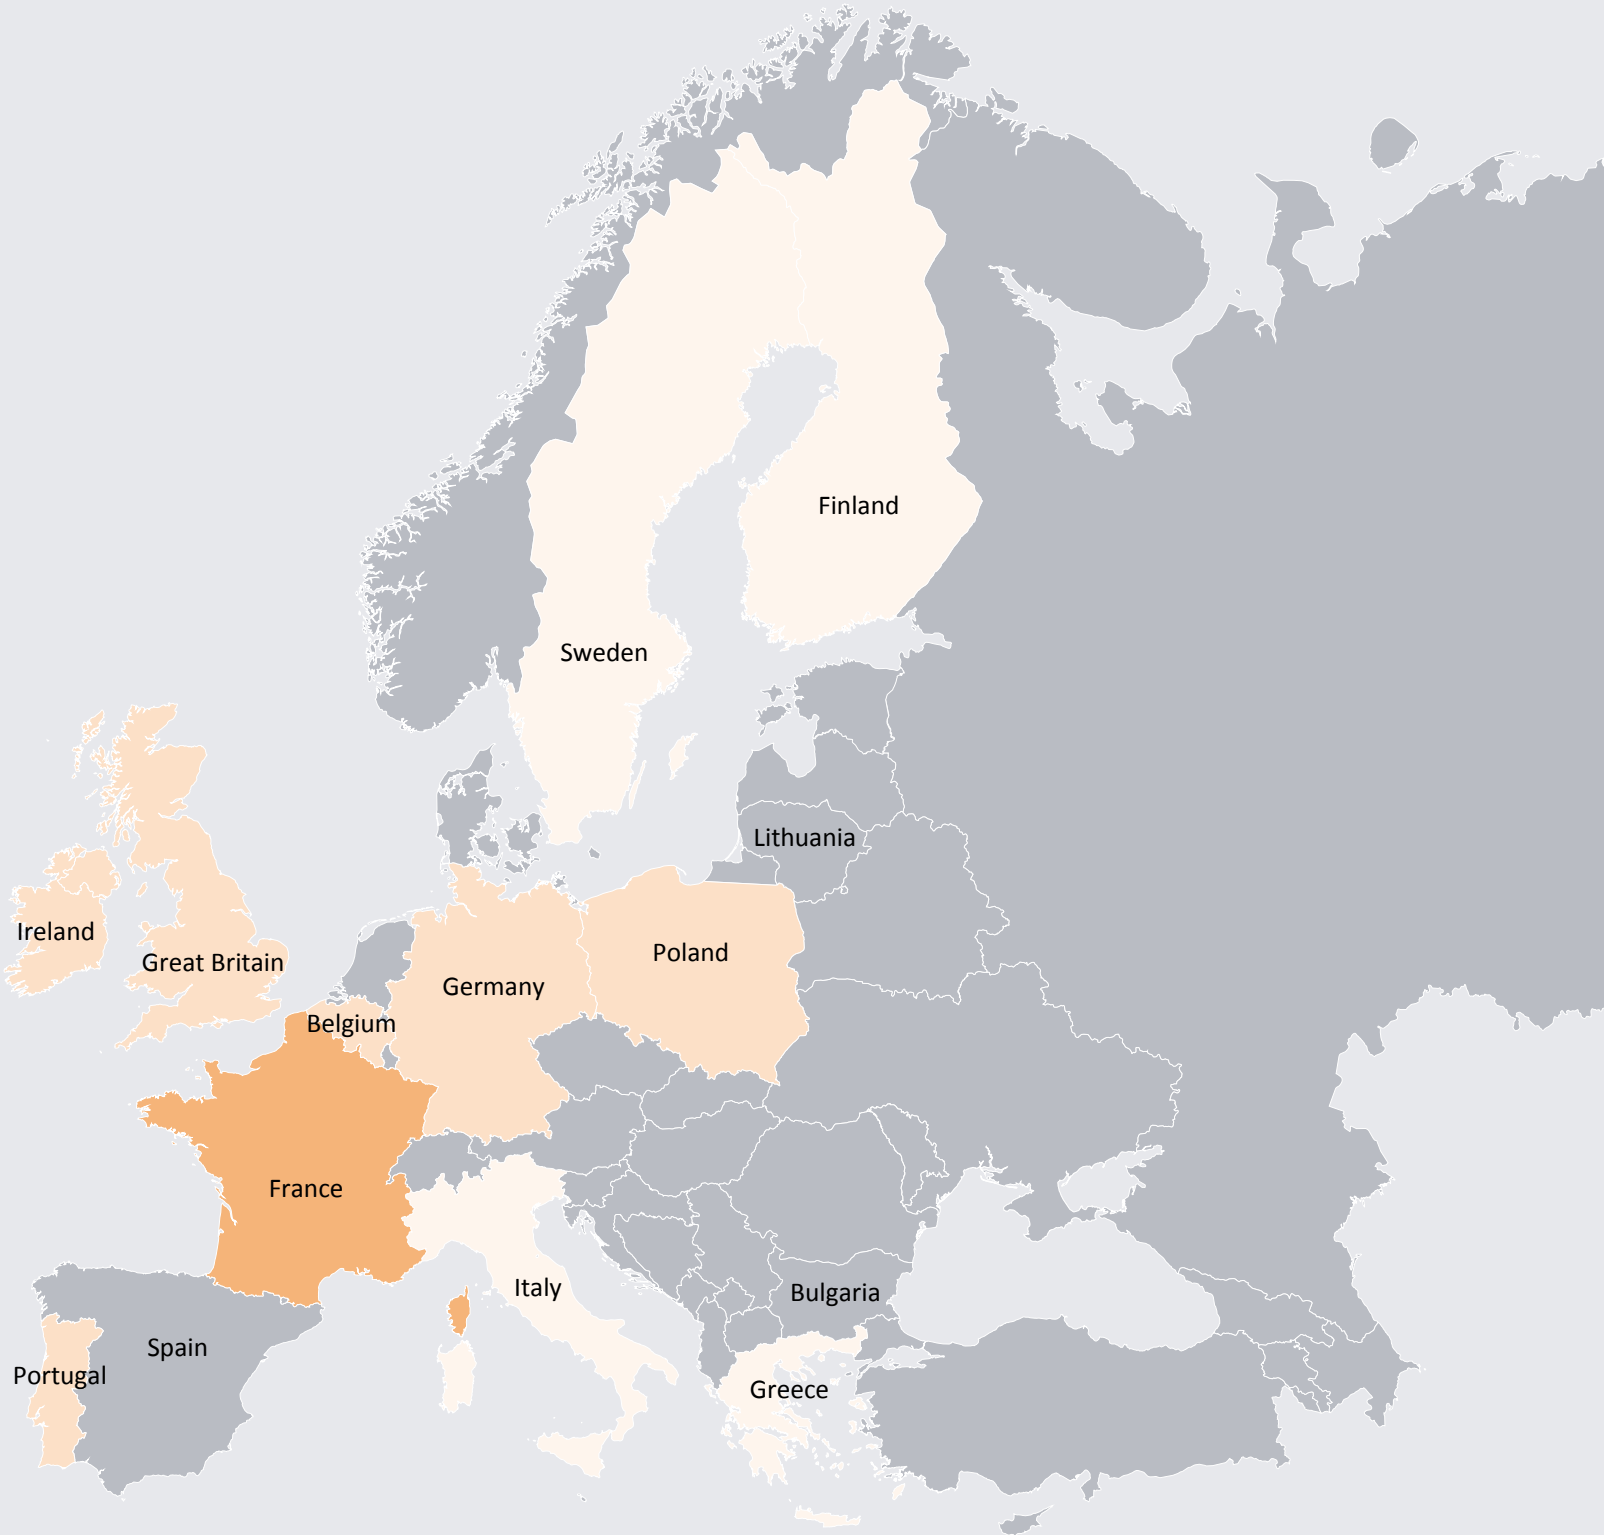 Finland
Sweden
Lithuania
Ireland
Great Britain
Poland
Germany
Belgium
France
Italy
Bulgaria
Spain
Portugal
Greece